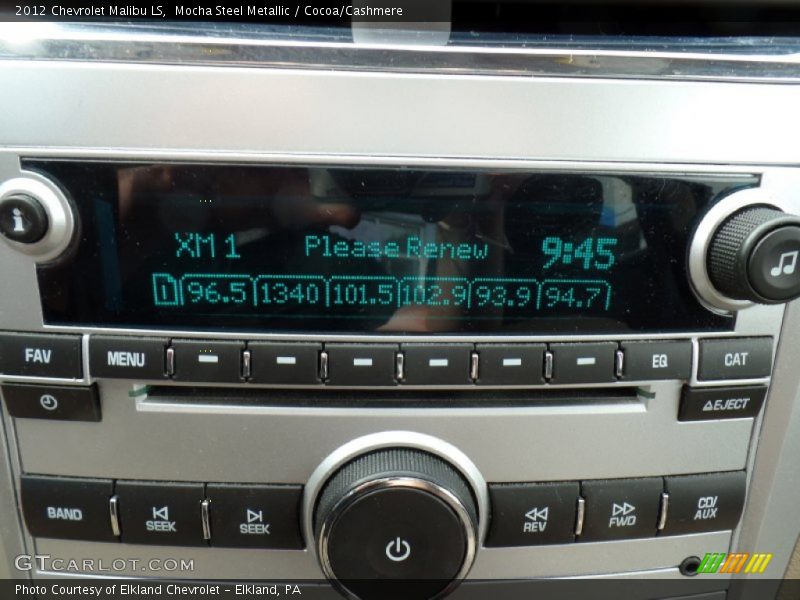 2012 Chevrolet Malibu LS, Mocha Steel Metallic / Cocoa/Cashmere
i
XM 1 Please Renew 9:45
1 96.5 1340 101.5 102.9 93.9 94.7
FAV MENU EQ CAT
EJECT
BAND SEEK SEEK REV FWD CD/AUX
GTCARLOT.COM
Photo Courtesy of Elkland Chevrolet - Elkland, PA